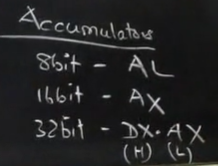 Accumulators
8bit - AL
16bit - AX
32bit - DX. AX
(H) (L)